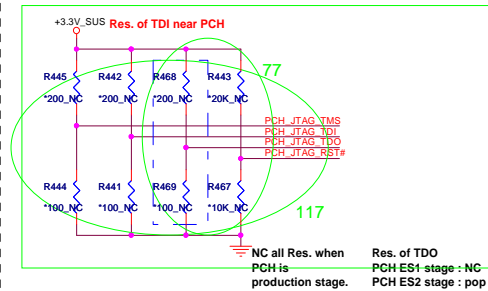 +3.3V_SUS Res. of TDI near PCH
R445 R442 R468 R443
*200_NC *200_NC *200_NC *20K_NC
77
PCH_JTAG_TMS
PCH_JTAG_TDI
PCH_JTAG_TDO
PCH_JTAG_RST#
R444 R441 R469 R467
*100_NC *100_NC *100_NC *10K_NC
117
NC all Res. when
PCH is
production stage.
Res. of TDO
PCH ES1 stage : NC
PCH ES2 stage : pop